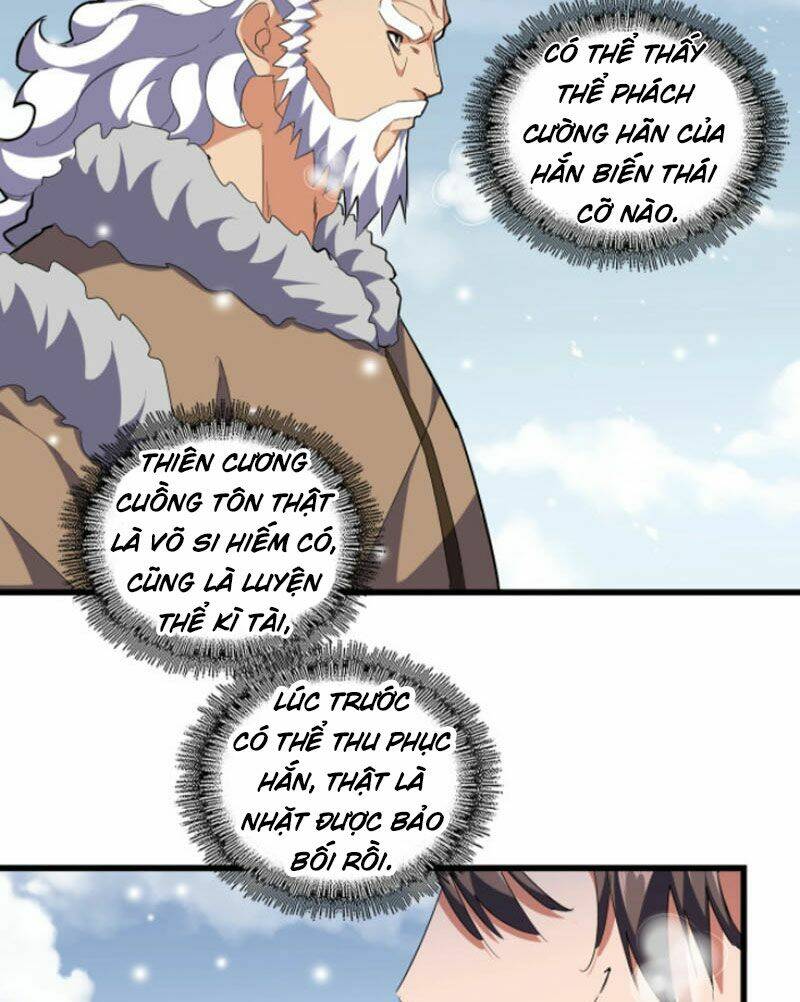 CÓ THỂ THẤY
THỂ PHÁCH
CƯỜNG HÃN CỦA
HẮN BIẾN THÁI
CỠ NÀO.
THIÊN CƯƠNG
CUỒNG TÔN THẬT
LÀ VÕ SI HIẾM CÓ,
CŨNG LÀ LUYỆN
THỂ KÌ TÀI,
LÚC TRƯỚC
CÓ THỂ THU PHỤC
HẮN, THẬT LÀ
NHẶT ĐƯỢC BẢO
BỐI RỒI.